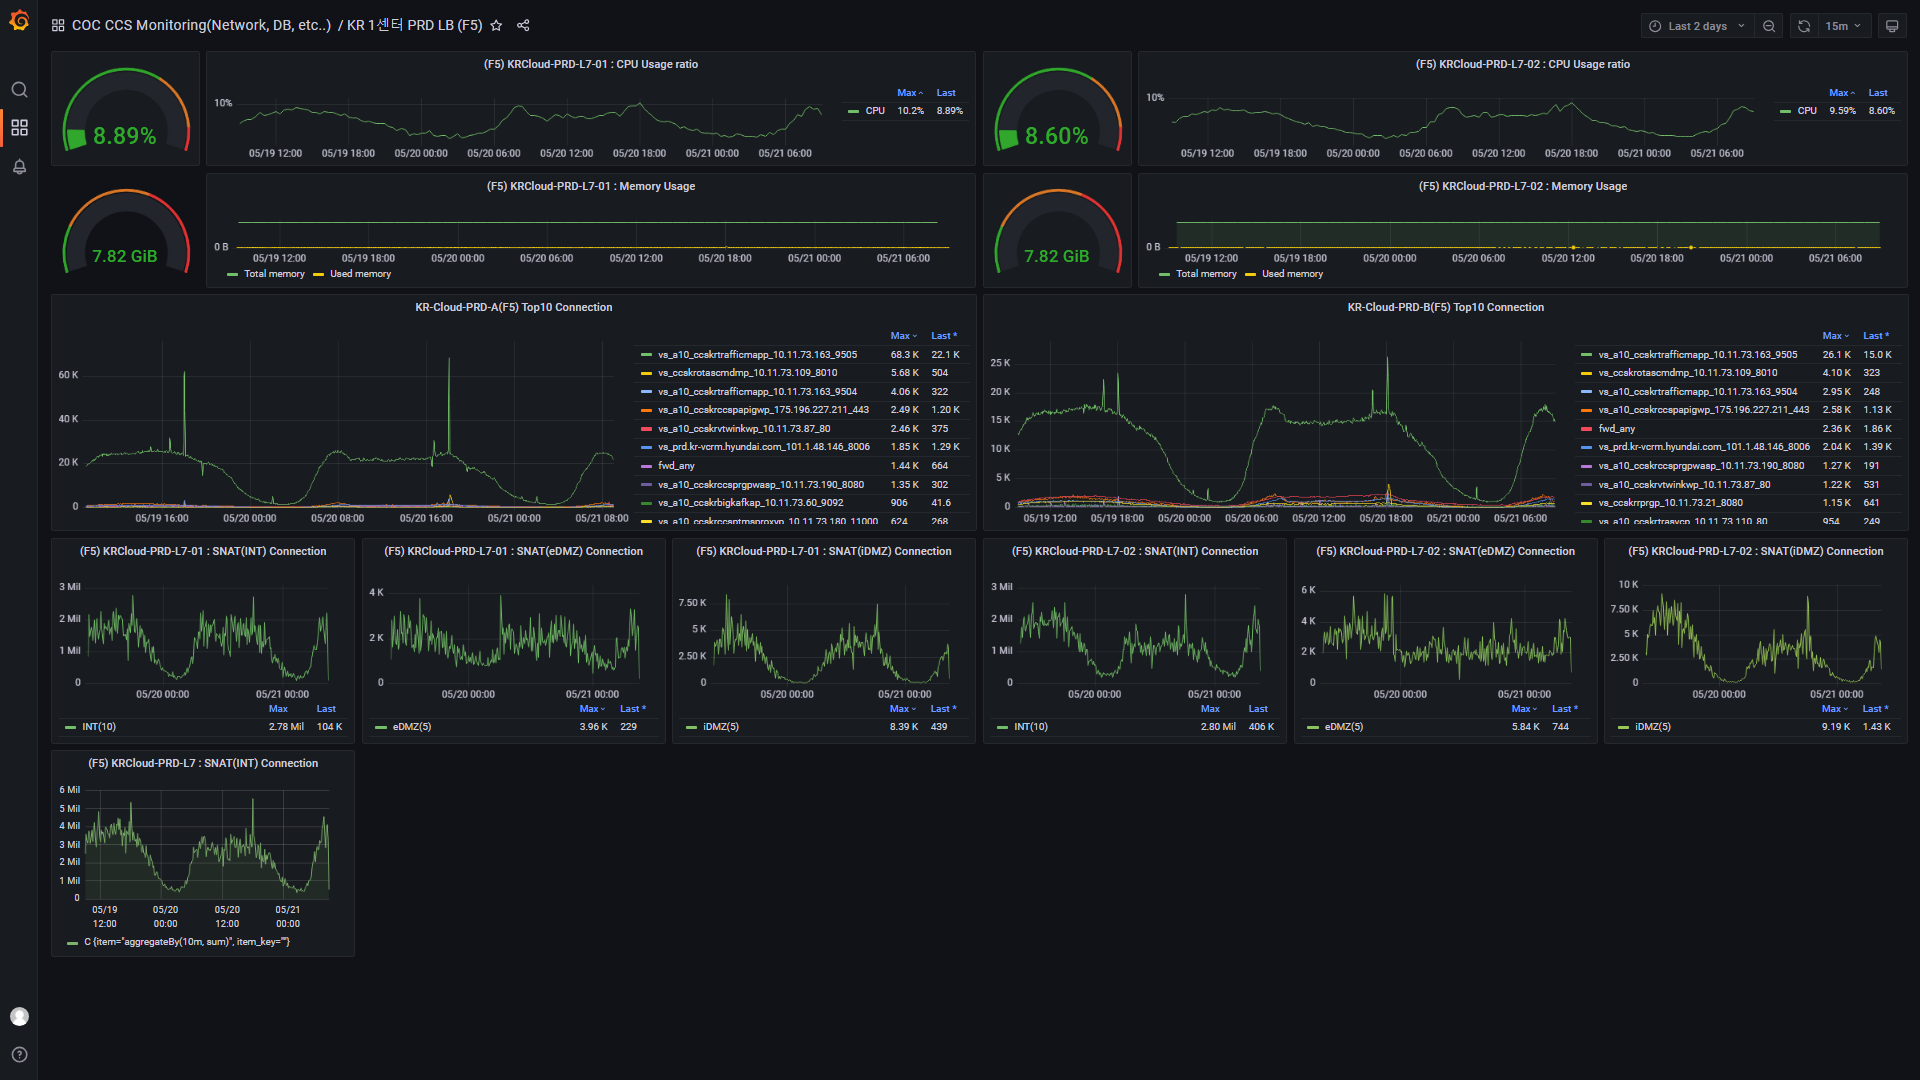 COC CCS Monitoring(Network, DB, etc..) / KR 1센터 PRD LB (F5)
Last 2 days
15m
8.89%
(F5) KRCloud-PRD-L7-01 : CPU Usage ratio
10%
05/19 12:00 05/19 18:00 05/20 00:00 05/20 06:00 05/20 12:00 05/20 18:00 05/21 00:00 05/21 06:00
Max Last
CPU 10.2% 8.89%
8.60%
(F5) KRCloud-PRD-L7-02 : CPU Usage ratio
10%
05/19 12:00 05/19 18:00 05/20 00:00 05/20 06:00 05/20 12:00 05/20 18:00 05/21 00:00 05/21 06:00
Max Last
CPU 9.59% 8.60%
7.82 GiB
(F5) KRCloud-PRD-L7-01 : Memory Usage
0 B
05/19 12:00 05/19 18:00 05/20 00:00 05/20 06:00 05/20 12:00 05/20 18:00 05/21 00:00 05/21 06:00
Total memory Used memory
7.82 GiB
(F5) KRCloud-PRD-L7-02 : Memory Usage
0 B
05/19 12:00 05/19 18:00 05/20 00:00 05/20 06:00 05/20 12:00 05/20 18:00 05/21 00:00 05/21 06:00
Total memory Used memory
KR-Cloud-PRD-A(F5) Top10 Connection
60 K
40 K
20 K
0
05/19 16:00 05/20 00:00 05/20 08:00 05/20 16:00 05/21 00:00 05/21 08:00
Max Last *
vs_a10_ccskrtrafficmapp_10.11.73.163_9505 68.3 K 22.1 K
vs_ccskrotascmdmp_10.11.73.109_8010 5.68 K 504
vs_a10_ccskrtrafficmapp_10.11.73.163_9504 4.06 K 322
vs_a10_ccskrccspapigwp_175.196.227.211_443 2.49 K 1.20 K
vs_a10_ccskrvtwinkwp_10.11.73.87_80 2.46 K 375
vs_prd.kr-vcrm.hyundai.com_101.1.48.146_8006 1.85 K 1.29 K
fwd_any 1.44 K 664
vs_a10_ccskrccsprgpwasp_10.11.73.190_8080 1.35 K 302
vs_a10_ccskrbigkafkap_10.11.73.60_9092 906 41.6
vs_a10_ccskrccsptmsproxyp_10.11.73.180_11000 624 268
KR-Cloud-PRD-B(F5) Top10 Connection
25 K
20 K
15 K
10 K
5 K
0
05/19 12:00 05/19 18:00 05/20 00:00 05/20 06:00 05/20 12:00 05/20 18:00 05/21 00:00 05/21 06:00
Max Last *
vs_a10_ccskrtrafficmapp_10.11.73.163_9505 26.1 K 15.0 K
vs_ccskrotascmdmp_10.11.73.109_8010 4.10 K 323
vs_a10_ccskrtrafficmapp_10.11.73.163_9504 2.95 K 248
vs_a10_ccskrccspapigwp_175.196.227.211_443 2.58 K 1.13 K
fwd_any 2.36 K 1.86 K
vs_prd.kr-vcrm.hyundai.com_101.1.48.146_8006 2.04 K 1.39 K
vs_a10_ccskrccsprgpwasp_10.11.73.190_8080 1.27 K 191
vs_a10_ccskrvtwinkwp_10.11.73.87_80 1.22 K 531
vs_ccskrrprgp_10.11.73.21_8080 1.15 K 641
vs_a10_ccskrtrasvcp_10.11.73.110_80 954 249
(F5) KRCloud-PRD-L7-01 : SNAT(INT) Connection
3 Mil
2 Mil
1 Mil
0
05/20 00:00 05/21 00:00
Max Last
INT(10) 2.78 Mil 104 K
(F5) KRCloud-PRD-L7-01 : SNAT(eDMZ) Connection
4 K
2 K
0
05/20 00:00 05/21 00:00
Max Last *
eDMZ(5) 3.96 K 229
(F5) KRCloud-PRD-L7-01 : SNAT(iDMZ) Connection
7.50 K
5 K
2.50 K
0
05/20 00:00 05/21 00:00
Max Last *
iDMZ(5) 8.39 K 439
(F5) KRCloud-PRD-L7-02 : SNAT(INT) Connection
3 Mil
2 Mil
1 Mil
0
05/20 00:00 05/21 00:00
Max Last
INT(10) 2.80 Mil 406 K
(F5) KRCloud-PRD-L7-02 : SNAT(eDMZ) Connection
6 K
4 K
2 K
0
05/20 00:00 05/21 00:00
Max Last *
eDMZ(5) 5.84 K 744
(F5) KRCloud-PRD-L7-02 : SNAT(iDMZ) Connection
10 K
7.50 K
5 K
2.50 K
0
05/20 00:00 05/21 00:00
Max Last *
iDMZ(5) 9.19 K 1.43 K
(F5) KRCloud-PRD-L7 : SNAT(INT) Connection
6 Mil
5 Mil
4 Mil
3 Mil
2 Mil
1 Mil
0
05/19 05/20 05/20 05/21
12:00 00:00 12:00 00:00
C {item="aggregateBy(10m, sum)", item_key=""}